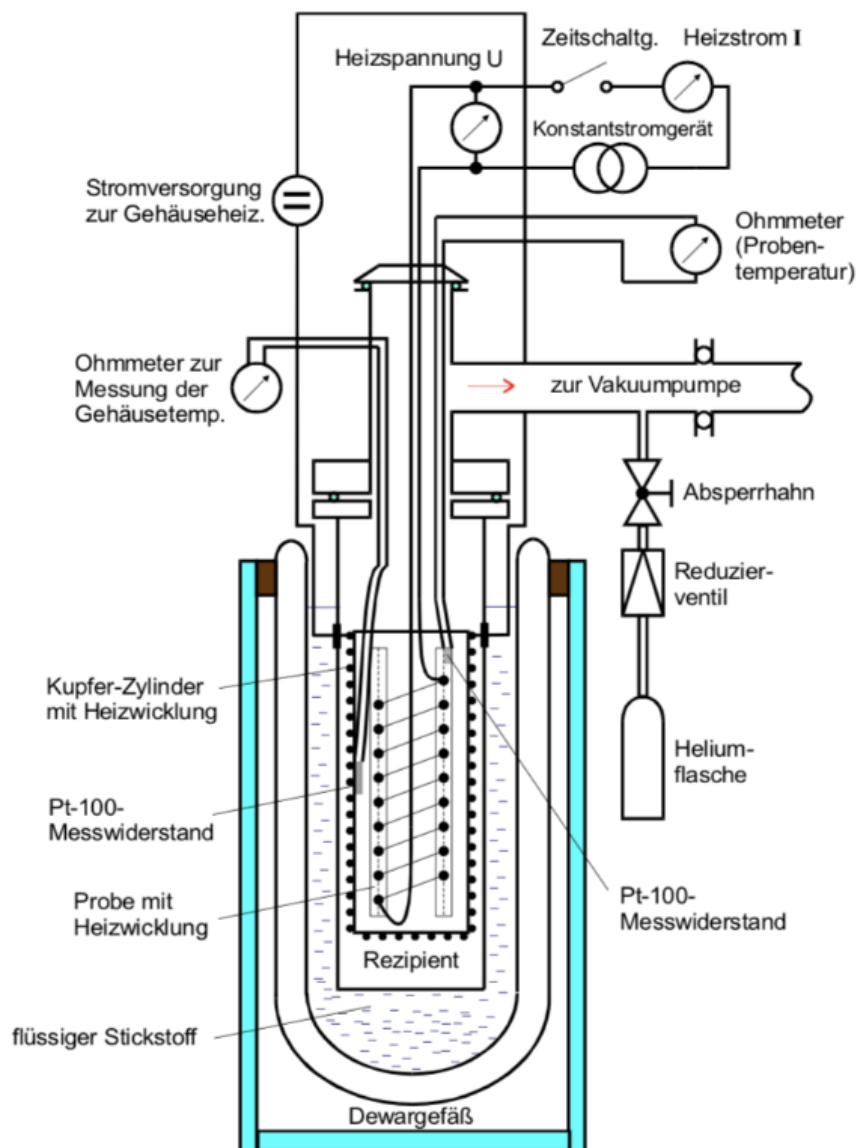 Heizspannung U
Zeitschaltg.
Heizstrom I
Konstantstromgerät
Stromversorgung
zur Gehäuseheiz.
Ohmmeter
(Proben-
temperatur)
Ohmmeter zur
Messung der
Gehäusetemp.
zur Vakuumpumpe
Absperrhahn
Reduzier-
ventil
Kupfer-Zylinder
mit Heizwicklung
Helium-
flasche
Pt-100-
Messwiderstand
Probe mit
Heizwicklung
Pt-100-
Messwiderstand
Rezipient
flüssiger Stickstoff
Dewargefäß